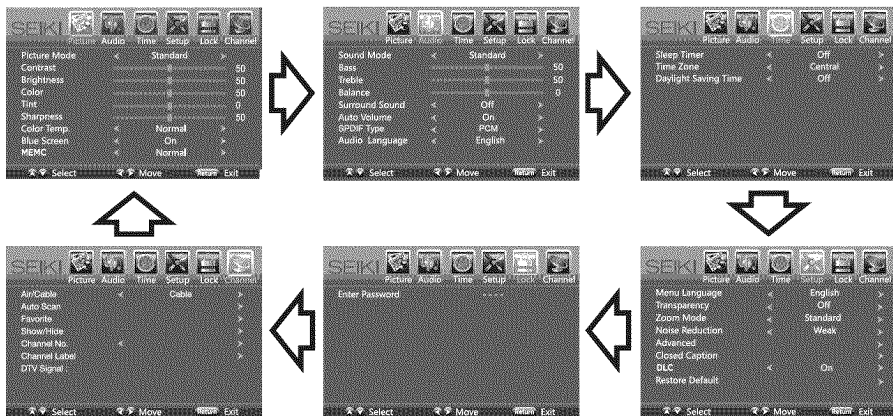 SEIKI
Picture Audio Time Setup Lock Channel
Picture Mode < Standard >
Contrast 50
Brightness 50
Color 50
Tint 0
Sharpness 50
Color Temp. < Normal >
Blue Screen < On >
MEMC < Normal >
Select Move Return Exit
SEIKI
Picture Audio Time Setup Lock Channel
Sound Mode < Standard >
Bass 50
Treble 50
Balance 0
Surround Sound < Off >
Auto Volume < On >
SPDIF Type < PCM >
Audio Language < English >
Select Move Return Exit
SEIKI
Picture Audio Time Setup Lock Channel
Sleep Timer < Off >
Time Zone < Central >
Daylight Saving Time < Off >
Select Move Return Exit
SEIKI
Picture Audio Time Setup Lock Channel
Air/Cable < Cable >
Auto Scan >
Favorite >
Show/Hide >
Channel No. < >
Channel Label >
DTV Signal :
Select Move Return Exit
SEIKI
Picture Audio Time Setup Lock Channel
Enter Password - - - -
Select Move Return Exit
SEIKI
Picture Audio Time Setup Lock Channel
Menu Language < English >
Transparency < Off >
Zoom Mode < Standard >
Noise Reduction < Weak >
Advanced >
Closed Caption >
DLC < On >
Restore Default >
Select Move Return Exit